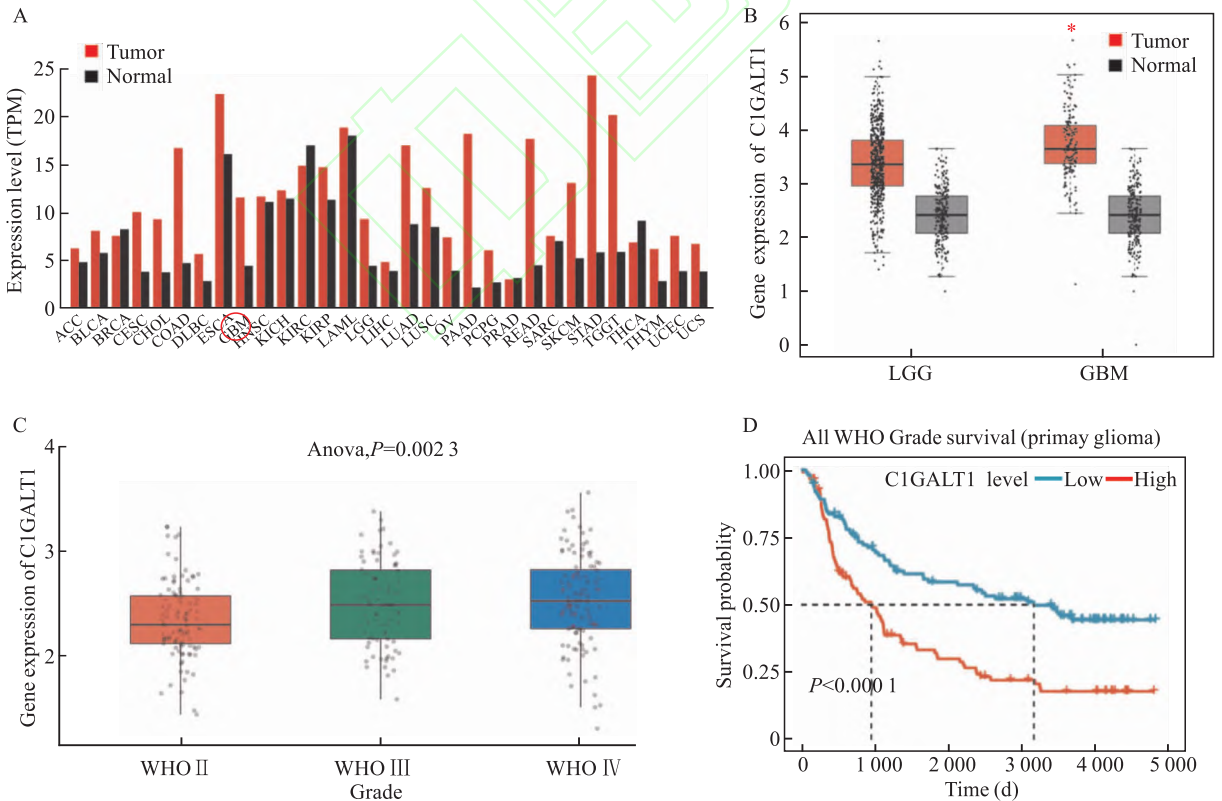 A
Tumor
Normal
Expression level (TPM)
25
20
15
10
5
0
ACC
BLCA
BRCA
CESC
CHOL
COAD
DLBC
ESCA
GBM
HNSC
KICH
KIRC
KIRP
LAML
LGG
LIHC
LUAD
LUSC
OV
PAAD
PCPG
PRAD
READ
SARC
SKCM
STAD
TGGT
THCA
THYM
UCEC
UCS
B
*
Tumor
Normal
Gene expression of C1GALT1
6
5
4
3
2
1
0
LGG
GBM
C
Anova,P=0.002 3
Gene expression of C1GALT1
4
3
2
WHO Ⅱ
WHO Ⅲ
WHO Ⅳ
Grade
D
All WHO Grade survival (primay glioma)
C1GALT1 level Low High
Survival probablity
1.00
0.75
0.50
0.25
0
P<0.000 1
0
1 000
2 000
3 000
4 000
5 000
Time (d)